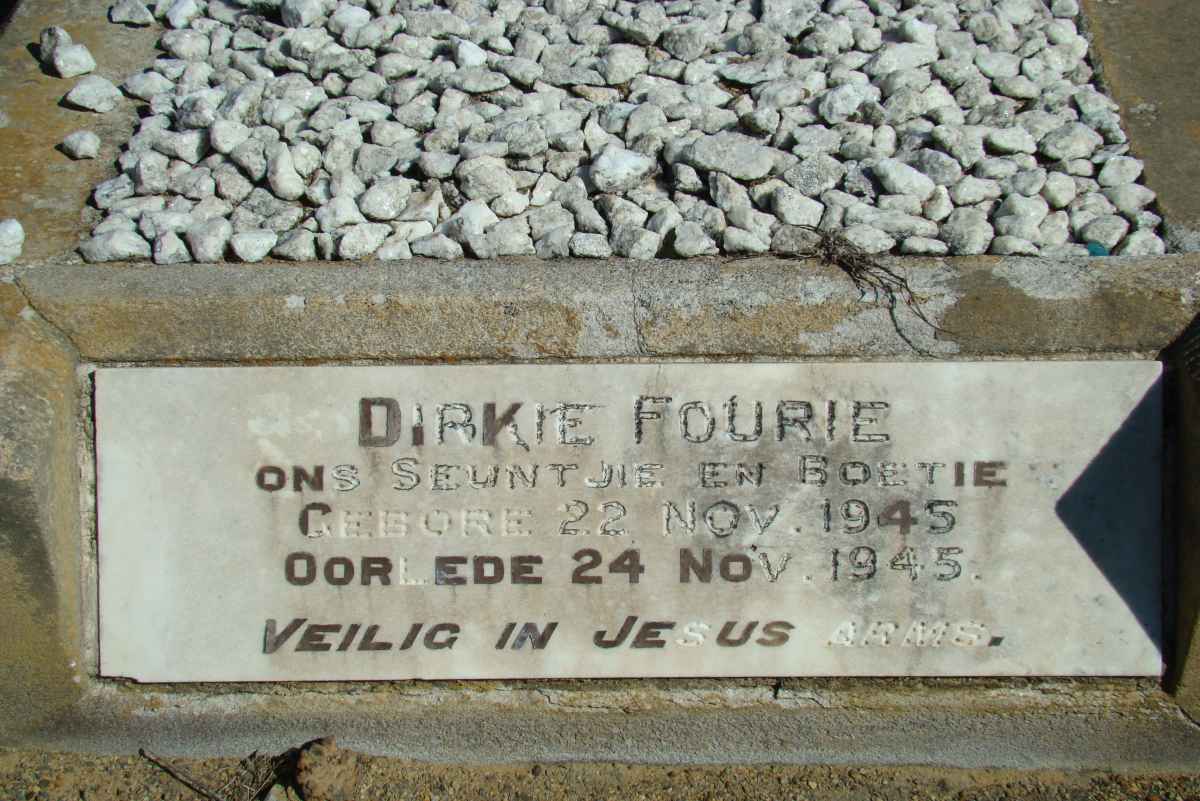 DIRKIE FOURIE
ONS SEUNTJIE EN BOETIE
GEBORE 22 NOV. 1945
OORLEDE 24 NOV. 1945.
VEILIG IN JESUS ARMS.